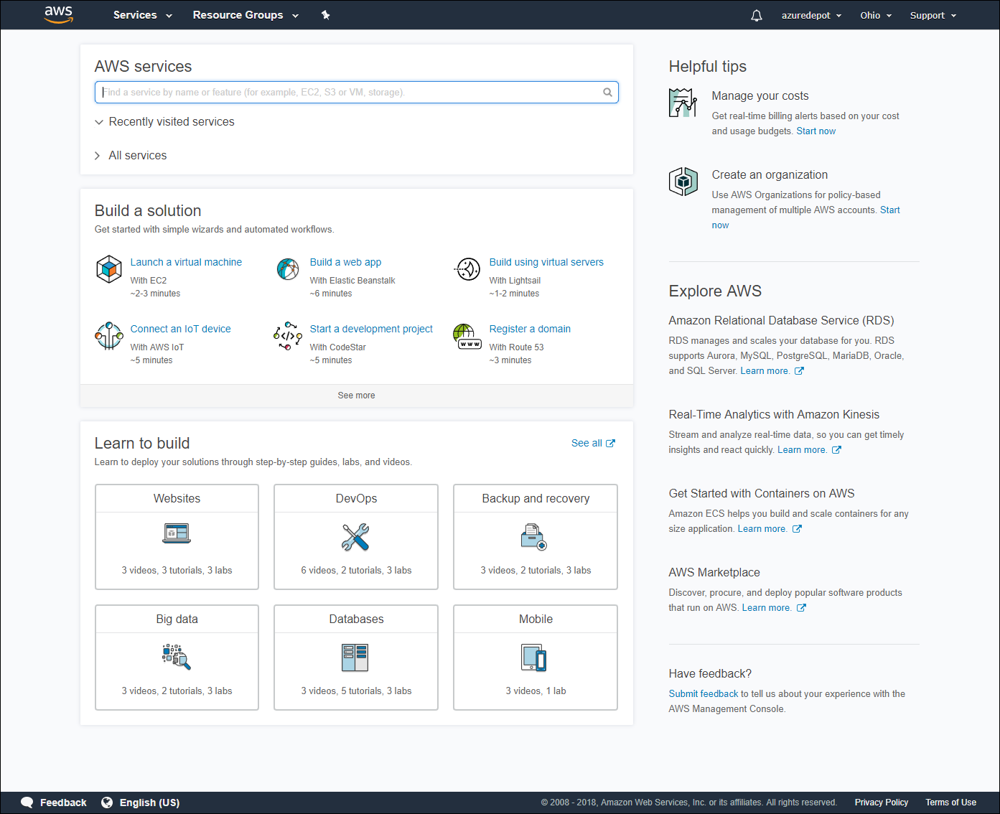 aws
Services
Resource Groups
azuredepot
Ohio
Support
AWS services
Find a service by name or feature (for example, EC2, S3 or VM, storage).
Recently visited services
All services
Build a solution
Get started with simple wizards and automated workflows.
Launch a virtual machine
With EC2
~2-3 minutes
Build a web app
With Elastic Beanstalk
~6 minutes
Build using virtual servers
With Lightsail
~1-2 minutes
Connect an IoT device
With AWS IoT
~5 minutes
Start a development project
With CodeStar
~5 minutes
www
Register a domain
With Route 53
~3 minutes
See more
Learn to build
See all
Learn to deploy your solutions through step-by-step guides, labs, and videos.
Websites
3 videos, 3 tutorials, 3 labs
DevOps
6 videos, 2 tutorials, 3 labs
Backup and recovery
3 videos, 2 tutorials, 3 labs
Big data
3 videos, 2 tutorials, 3 labs
Databases
3 videos, 5 tutorials, 3 labs
Mobile
3 videos, 1 lab
Helpful tips
Manage your costs
Get real-time billing alerts based on your cost
and usage budgets. Start now
Create an organization
Use AWS Organizations for policy-based
management of multiple AWS accounts. Start
now
Explore AWS
Amazon Relational Database Service (RDS)
RDS manages and scales your database for you. RDS
supports Aurora, MySQL, PostgreSQL, MariaDB, Oracle,
and SQL Server. Learn more.
Real-Time Analytics with Amazon Kinesis
Stream and analyze real-time data, so you can get timely
insights and react quickly. Learn more.
Get Started with Containers on AWS
Amazon ECS helps you build and scale containers for any
size application. Learn more.
AWS Marketplace
Discover, procure, and deploy popular software products
that run on AWS. Learn more.
Have feedback?
Submit feedback to tell us about your experience with the
AWS Management Console.
Feedback
English (US)
© 2008 - 2018, Amazon Web Services, Inc. or its affiliates. All rights reserved.
Privacy Policy
Terms of Use